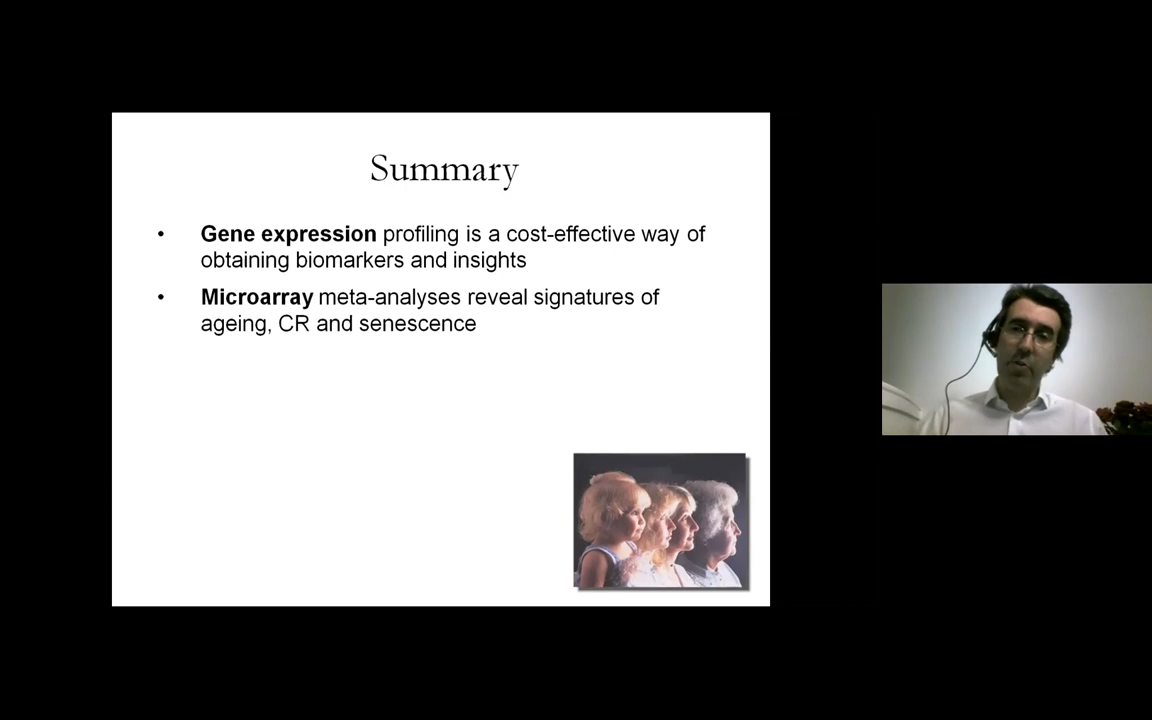 Summary
• Gene expression profiling is a cost-effective way of
obtaining biomarkers and insights
• Microarray meta-analyses reveal signatures of
ageing, CR and senescence